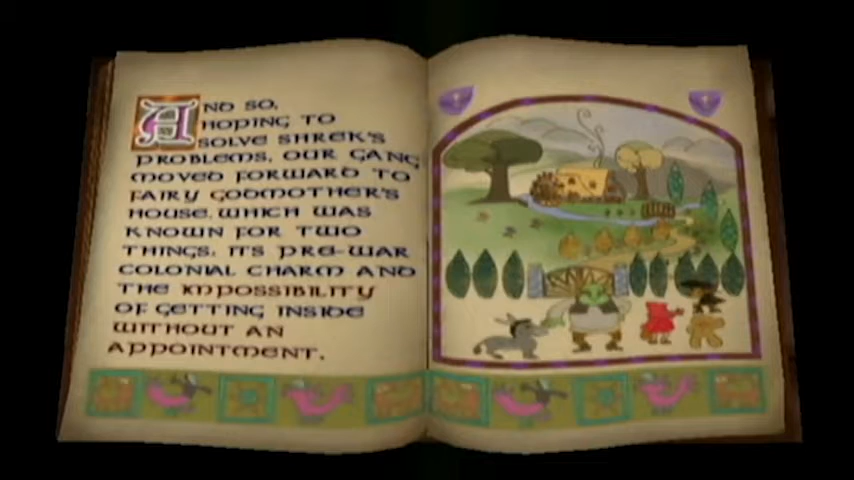 AND SO,
HOPING TO
SOLVE SHREK'S
PROBLEMS, OUR GANG
MOVED FORWARD TO
FAIRY GODMOTHER'S
HOUSE, WHICH WAS
KNOWN FOR TWO
THINGS. IT'S PRE-WAR
COLONIAL CHARM AND
THE IMPOSSIBILITY
OF GETTING INSIDE
WITHOUT AN
APPOINTMENT.